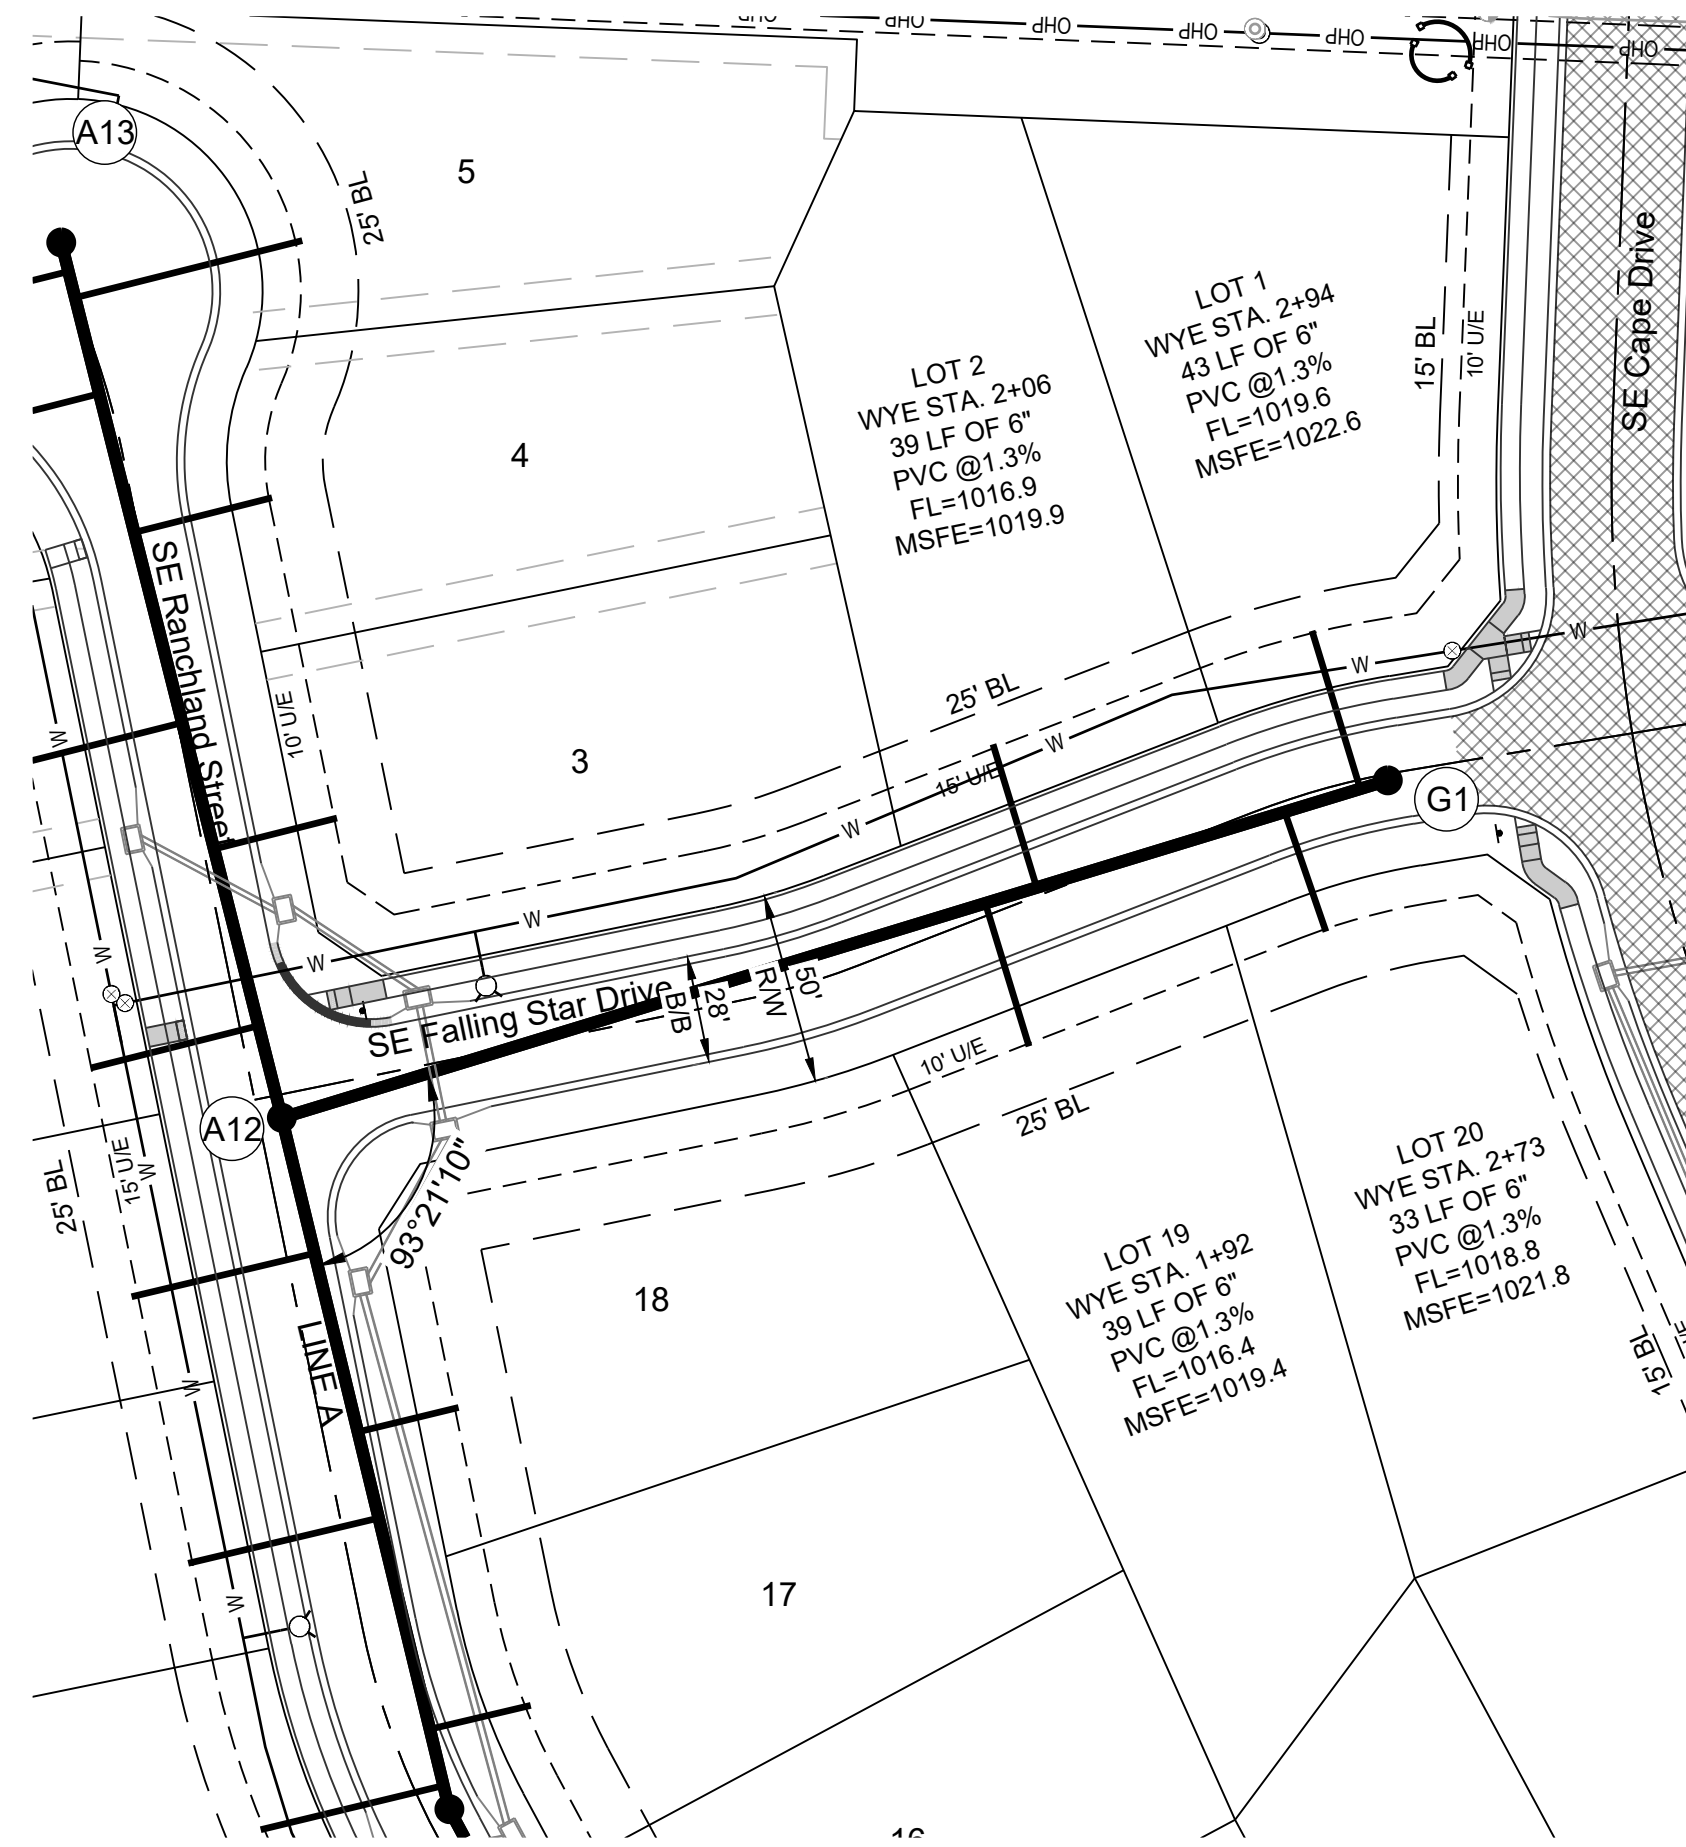 OHP
OHP
OHP
OHP
OHP
OHP
OHP
A13
5
25' BL
SE Cape Drive
LOT 1
WYE STA. 2+94
43 LF OF 6"
PVC @1.3%
FL=1019.6
MSFE=1022.6
15' BL
10' U/E
LOT 2
WYE STA. 2+06
39 LF OF 6"
PVC @1.3%
FL=1016.9
MSFE=1019.9
4
SE Ranchland Street
10' U/E
3
25' BL
15' U/E
W
W
W
W
W
W
W
W
G1
SE Falling Star Drive
28'
B/B
50'
R/W
10' U/E
25' BL
A12
93°21'10"
25' BL
15' U/E
W
W
W
LINE A
18
LOT 19
WYE STA. 1+92
39 LF OF 6"
PVC @1.3%
FL=1016.4
MSFE=1019.4
LOT 20
WYE STA. 2+73
33 LF OF 6"
PVC @1.3%
FL=1018.8
MSFE=1021.8
15' BL
17
16